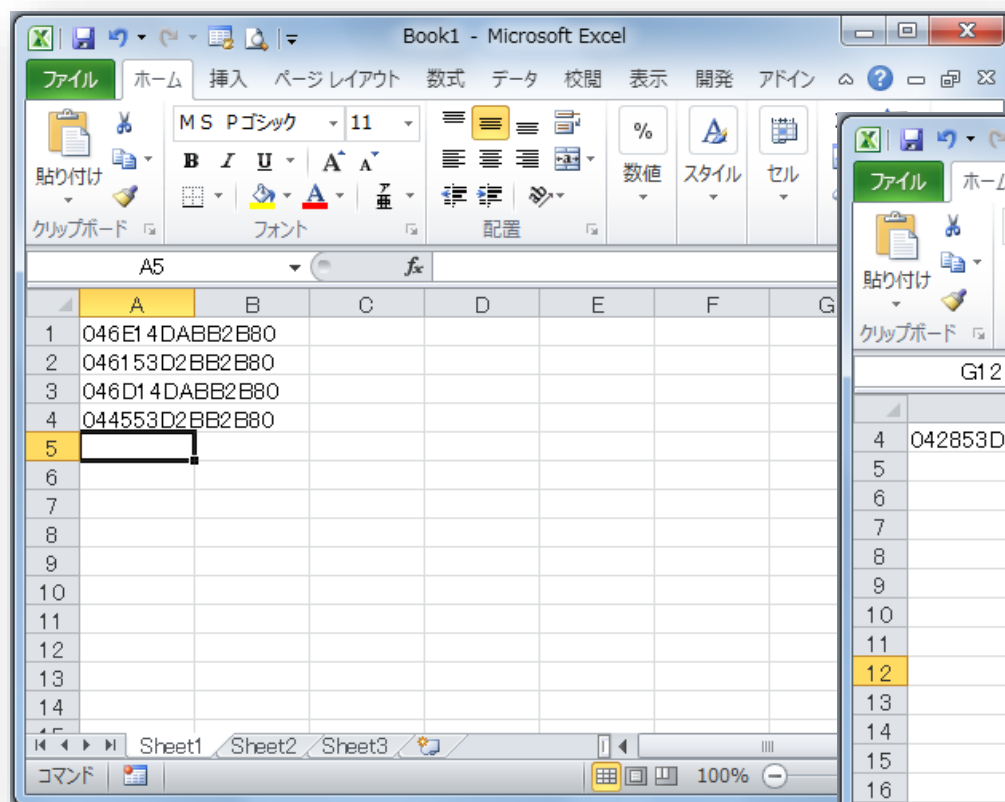 Book1 - Microsoft Excel
ファイル ホーム 挿入 ページ レイアウト 数式 データ 校閲 表示 開発 アドイン
貼り付け
クリップボード
ＭＳ Ｐゴシック 11
B I U A A
亜
フォント
配置
%
数値
スタイル
セル
A5 fx
A B C D E F G
1 046E14DABB2B80
2 046153D2BB2B80
3 046D14DABB2B80
4 044553D2BB2B80
5
6
7
8
9
10
11
12
13
14
Sheet1 Sheet2 Sheet3
コマンド 100%
ファイル
貼り付け
クリップボード
G12
4 042853D
5
6
7
8
9
10
11
12
13
14
15
16